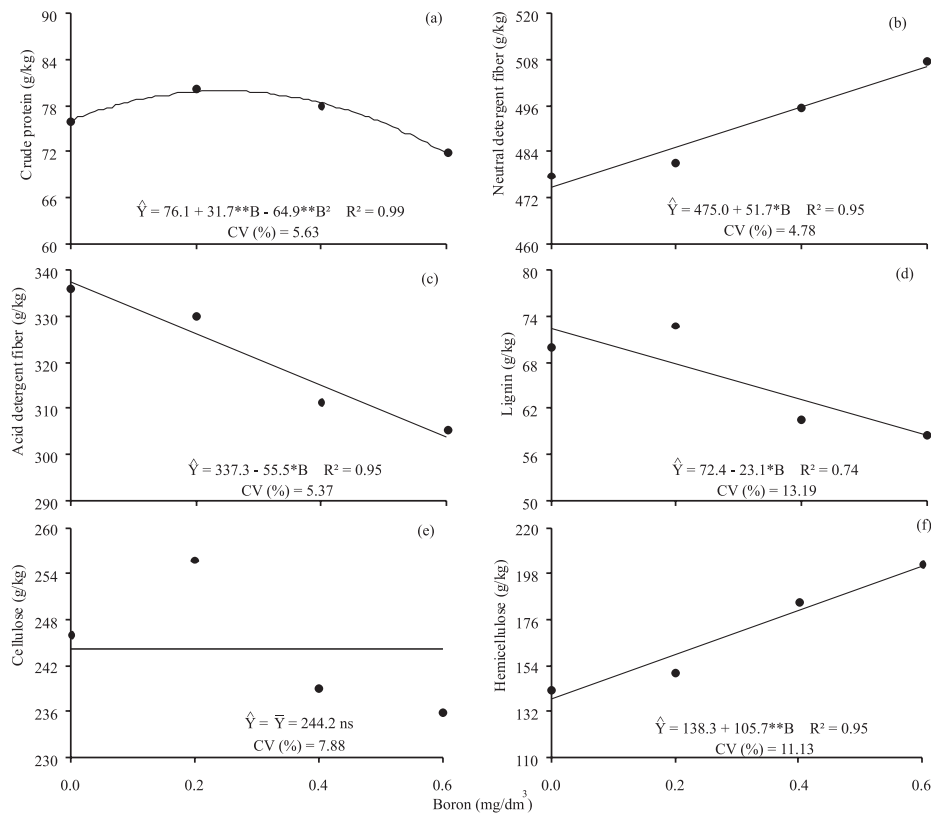 (a)
Crude protein (g/kg)
90
84
78
72
66
60
Ŷ = 76.1 + 31.7**B - 64.9**B² R² = 0.99
CV (%) = 5.63
(b)
Neutral detergent fiber (g/kg)
520
508
496
484
472
460
Ŷ = 475.0 + 51.7*B R² = 0.95
CV (%) = 4.78
(c)
Acid detergent fiber (g/kg)
340
330
320
310
300
290
Ŷ = 337.3 - 55.5*B R² = 0.95
CV (%) = 5.37
(d)
Lignin (g/kg)
80
74
68
62
56
50
Ŷ = 72.4 - 23.1*B R² = 0.74
CV (%) = 13.19
(e)
Cellulose (g/kg)
260
254
248
242
236
230
Ŷ = Y̅ = 244.2 ns
CV (%) = 7.88
0.0 0.2 0.4 0.6
(f)
Hemicellulose (g/kg)
220
198
176
154
132
110
Ŷ = 138.3 + 105.7**B R² = 0.95
CV (%) = 11.13
0.0 0.2 0.4 0.6
Boron (mg/dm³)